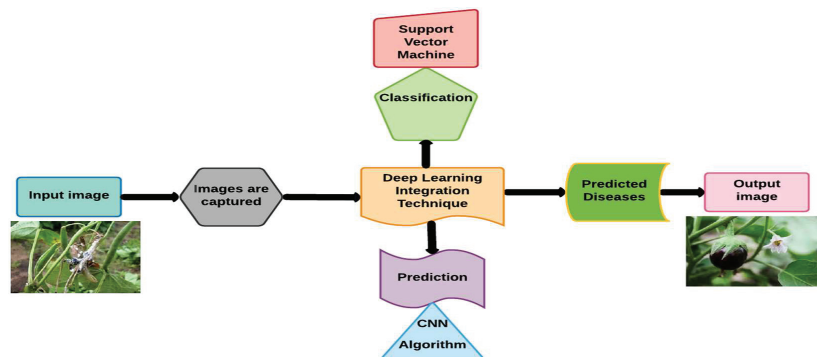 Support
Vector
Machine
Classification
Input image
Images are
captured
Deep Learning
Integration
Technique
Predicted
Diseases
Output
image
Prediction
CNN
Algorithm